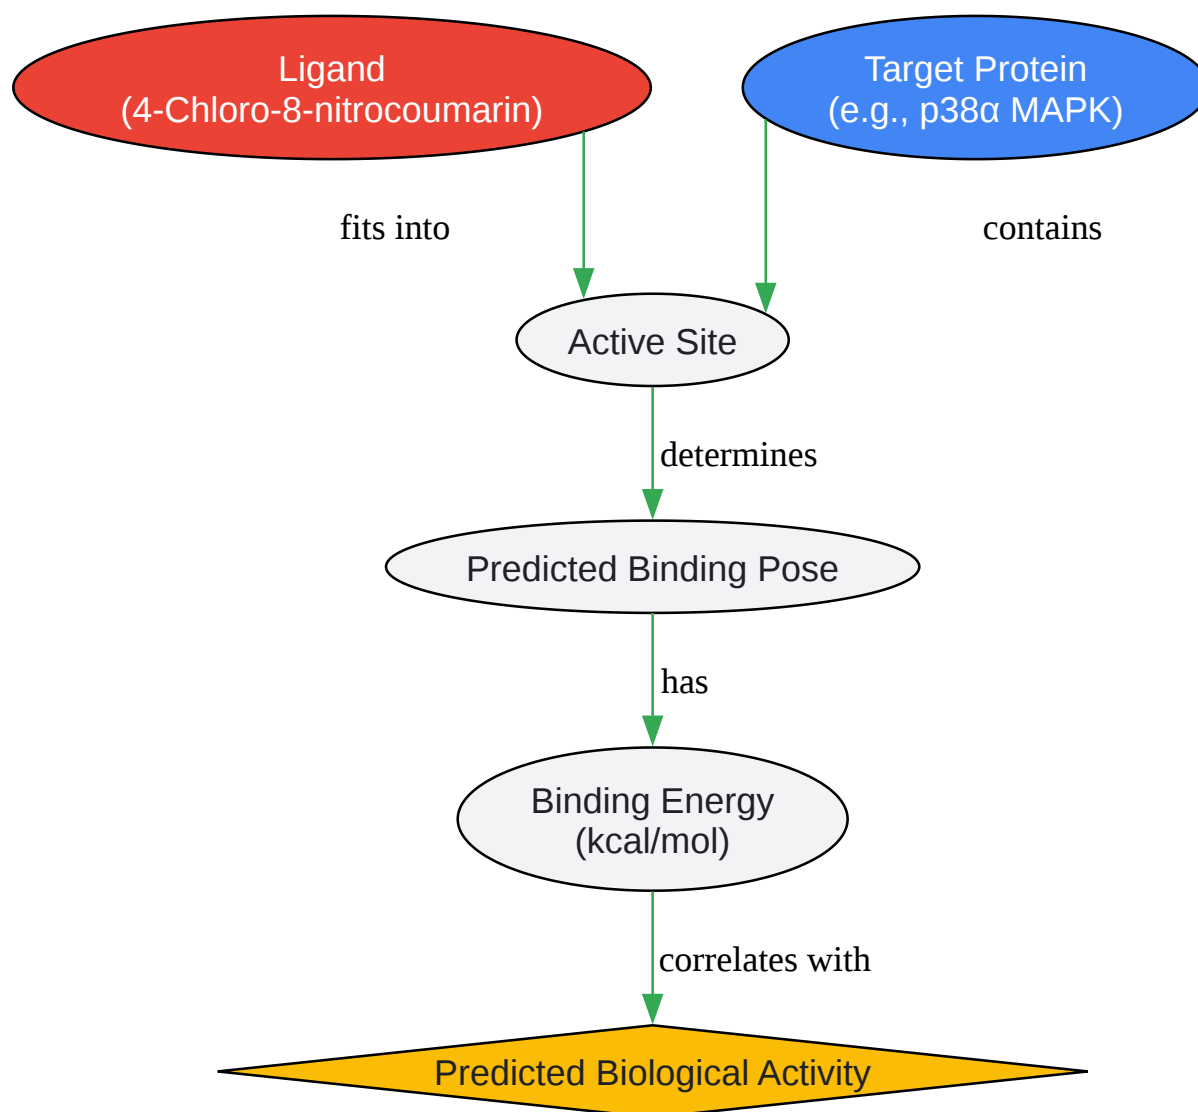 Ligand
(4-Chloro-8-nitrocoumarin)
Target Protein
(e.g., p38α MAPK)
fits into
contains
Active Site
determines
Predicted Binding Pose
has
Binding Energy
(kcal/mol)
correlates with
Predicted Biological Activity